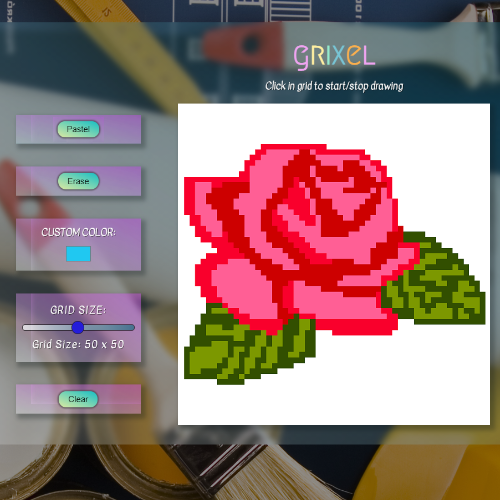 GRIXEL
Click in grid to start/stop drawing
Pastel
Erase
CUSTOM COLOR:
GRID SIZE:
Grid Size: 50 x 50
Clear